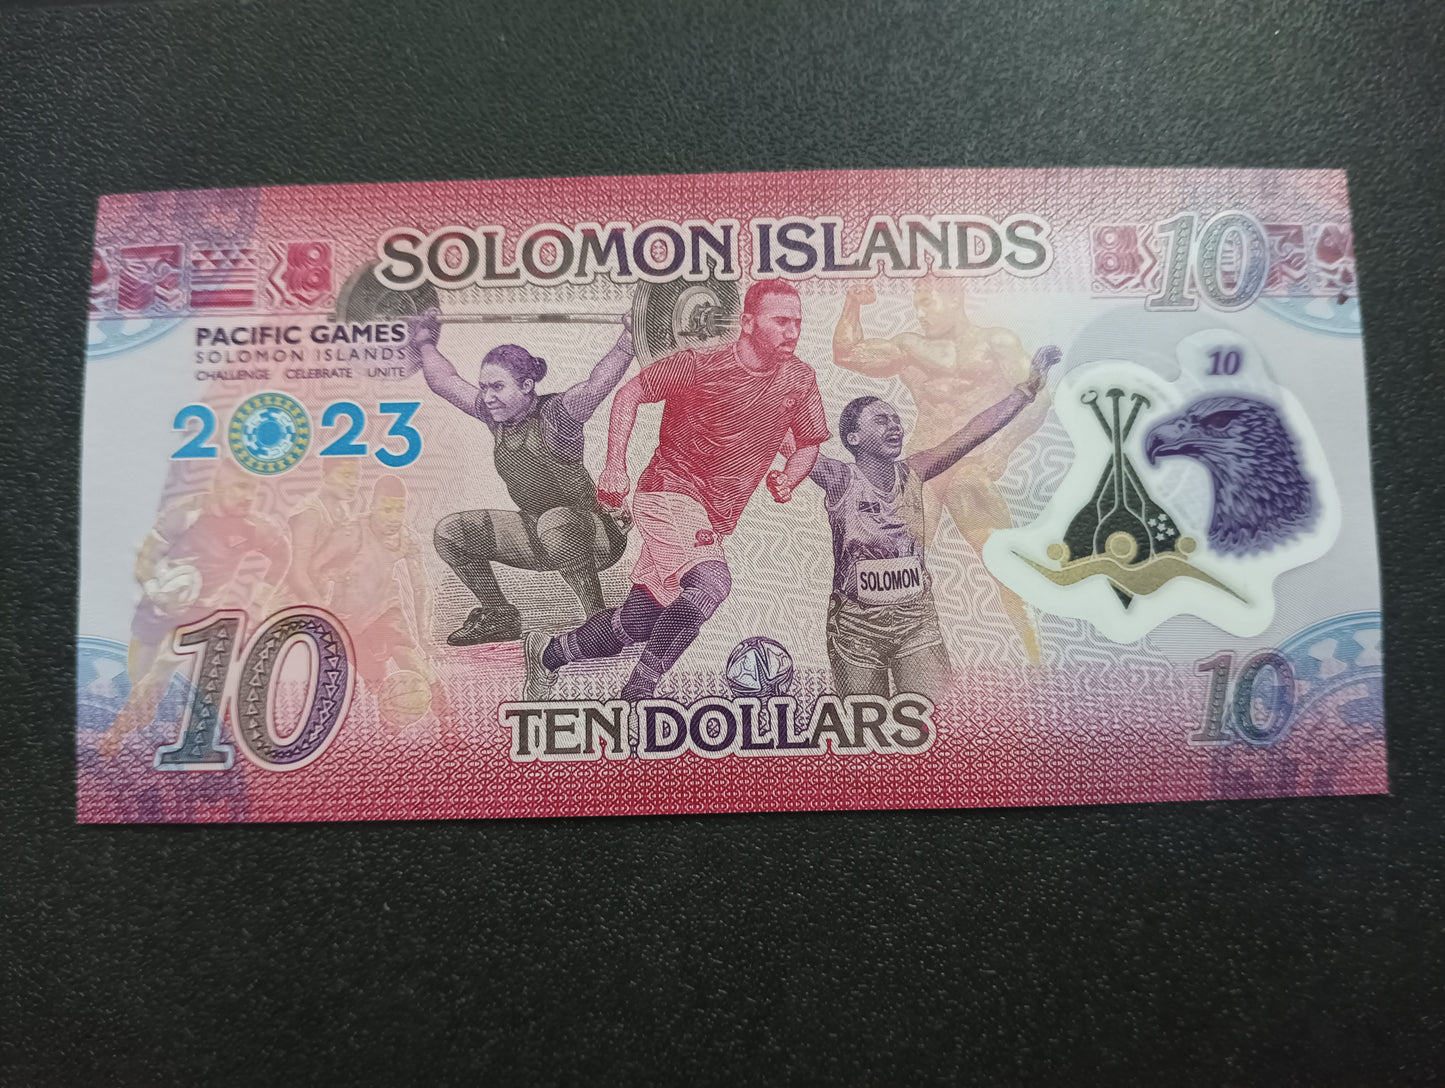 SOLOMON ISLANDS
10
PACIFIC GAMES
SOLOMON ISLANDS
CHALLENGE CELEBRATE UNITE
2023
10
SOLOMON
10
10
TEN DOLLARS